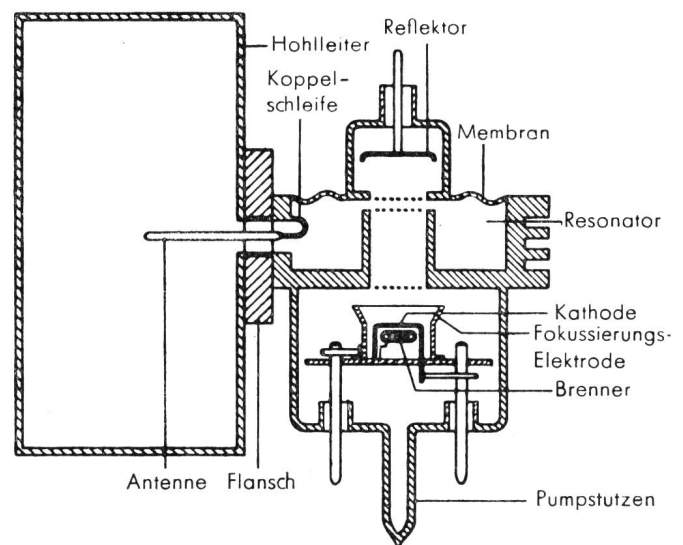 Reflektor
Hohlleiter
Koppel-
schleife
Membran
Resonator
Kathode
Fokussierungs-
Elektrode
Brenner
Antenne
Flansch
Pumpstutzen